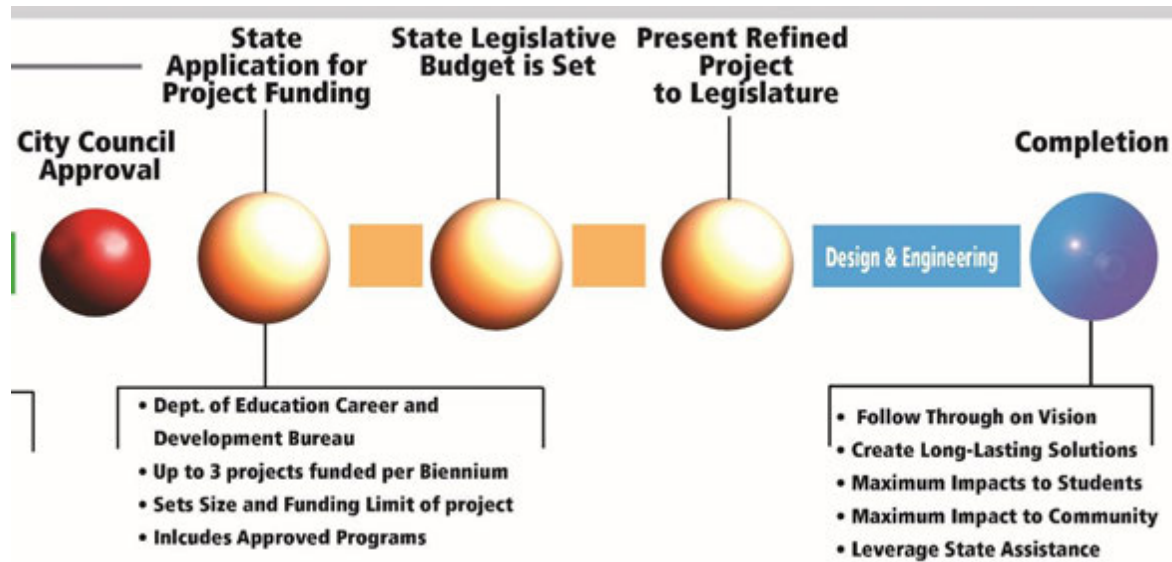 State
Application for
Project Funding
State Legislative
Budget is Set
Present Refined
Project
to Legislature
City Council
Approval
Completion
Design & Engineering
• Dept. of Education Career and
Development Bureau
• Up to 3 projects funded per Biennium
• Sets Size and Funding Limit of project
• Inlcudes Approved Programs
• Follow Through on Vision
• Create Long-Lasting Solutions
• Maximum Impacts to Students
• Maximum Impact to Community
• Leverage State Assistance